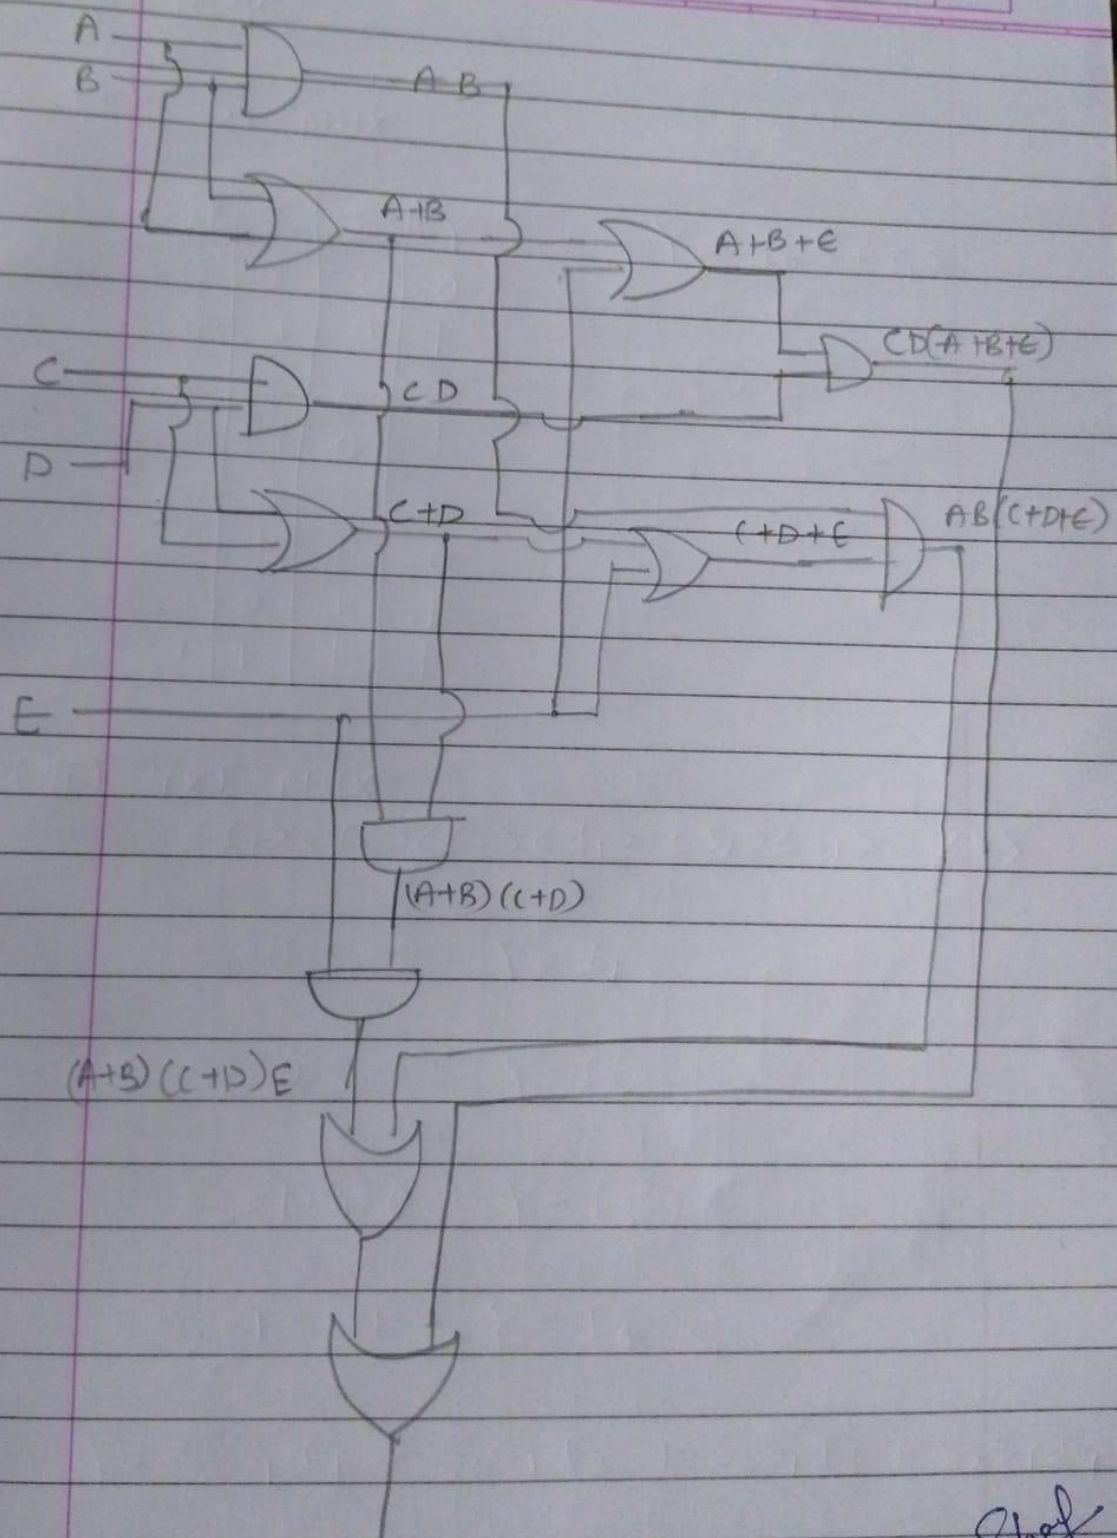 A
B
AB
A+B
A+B+E
CD(A+B+E)
C
CD
D
C+D
C+D+E
AB(C+D+E)
E
(A+B)(C+D)
(A+B)(C+D)E